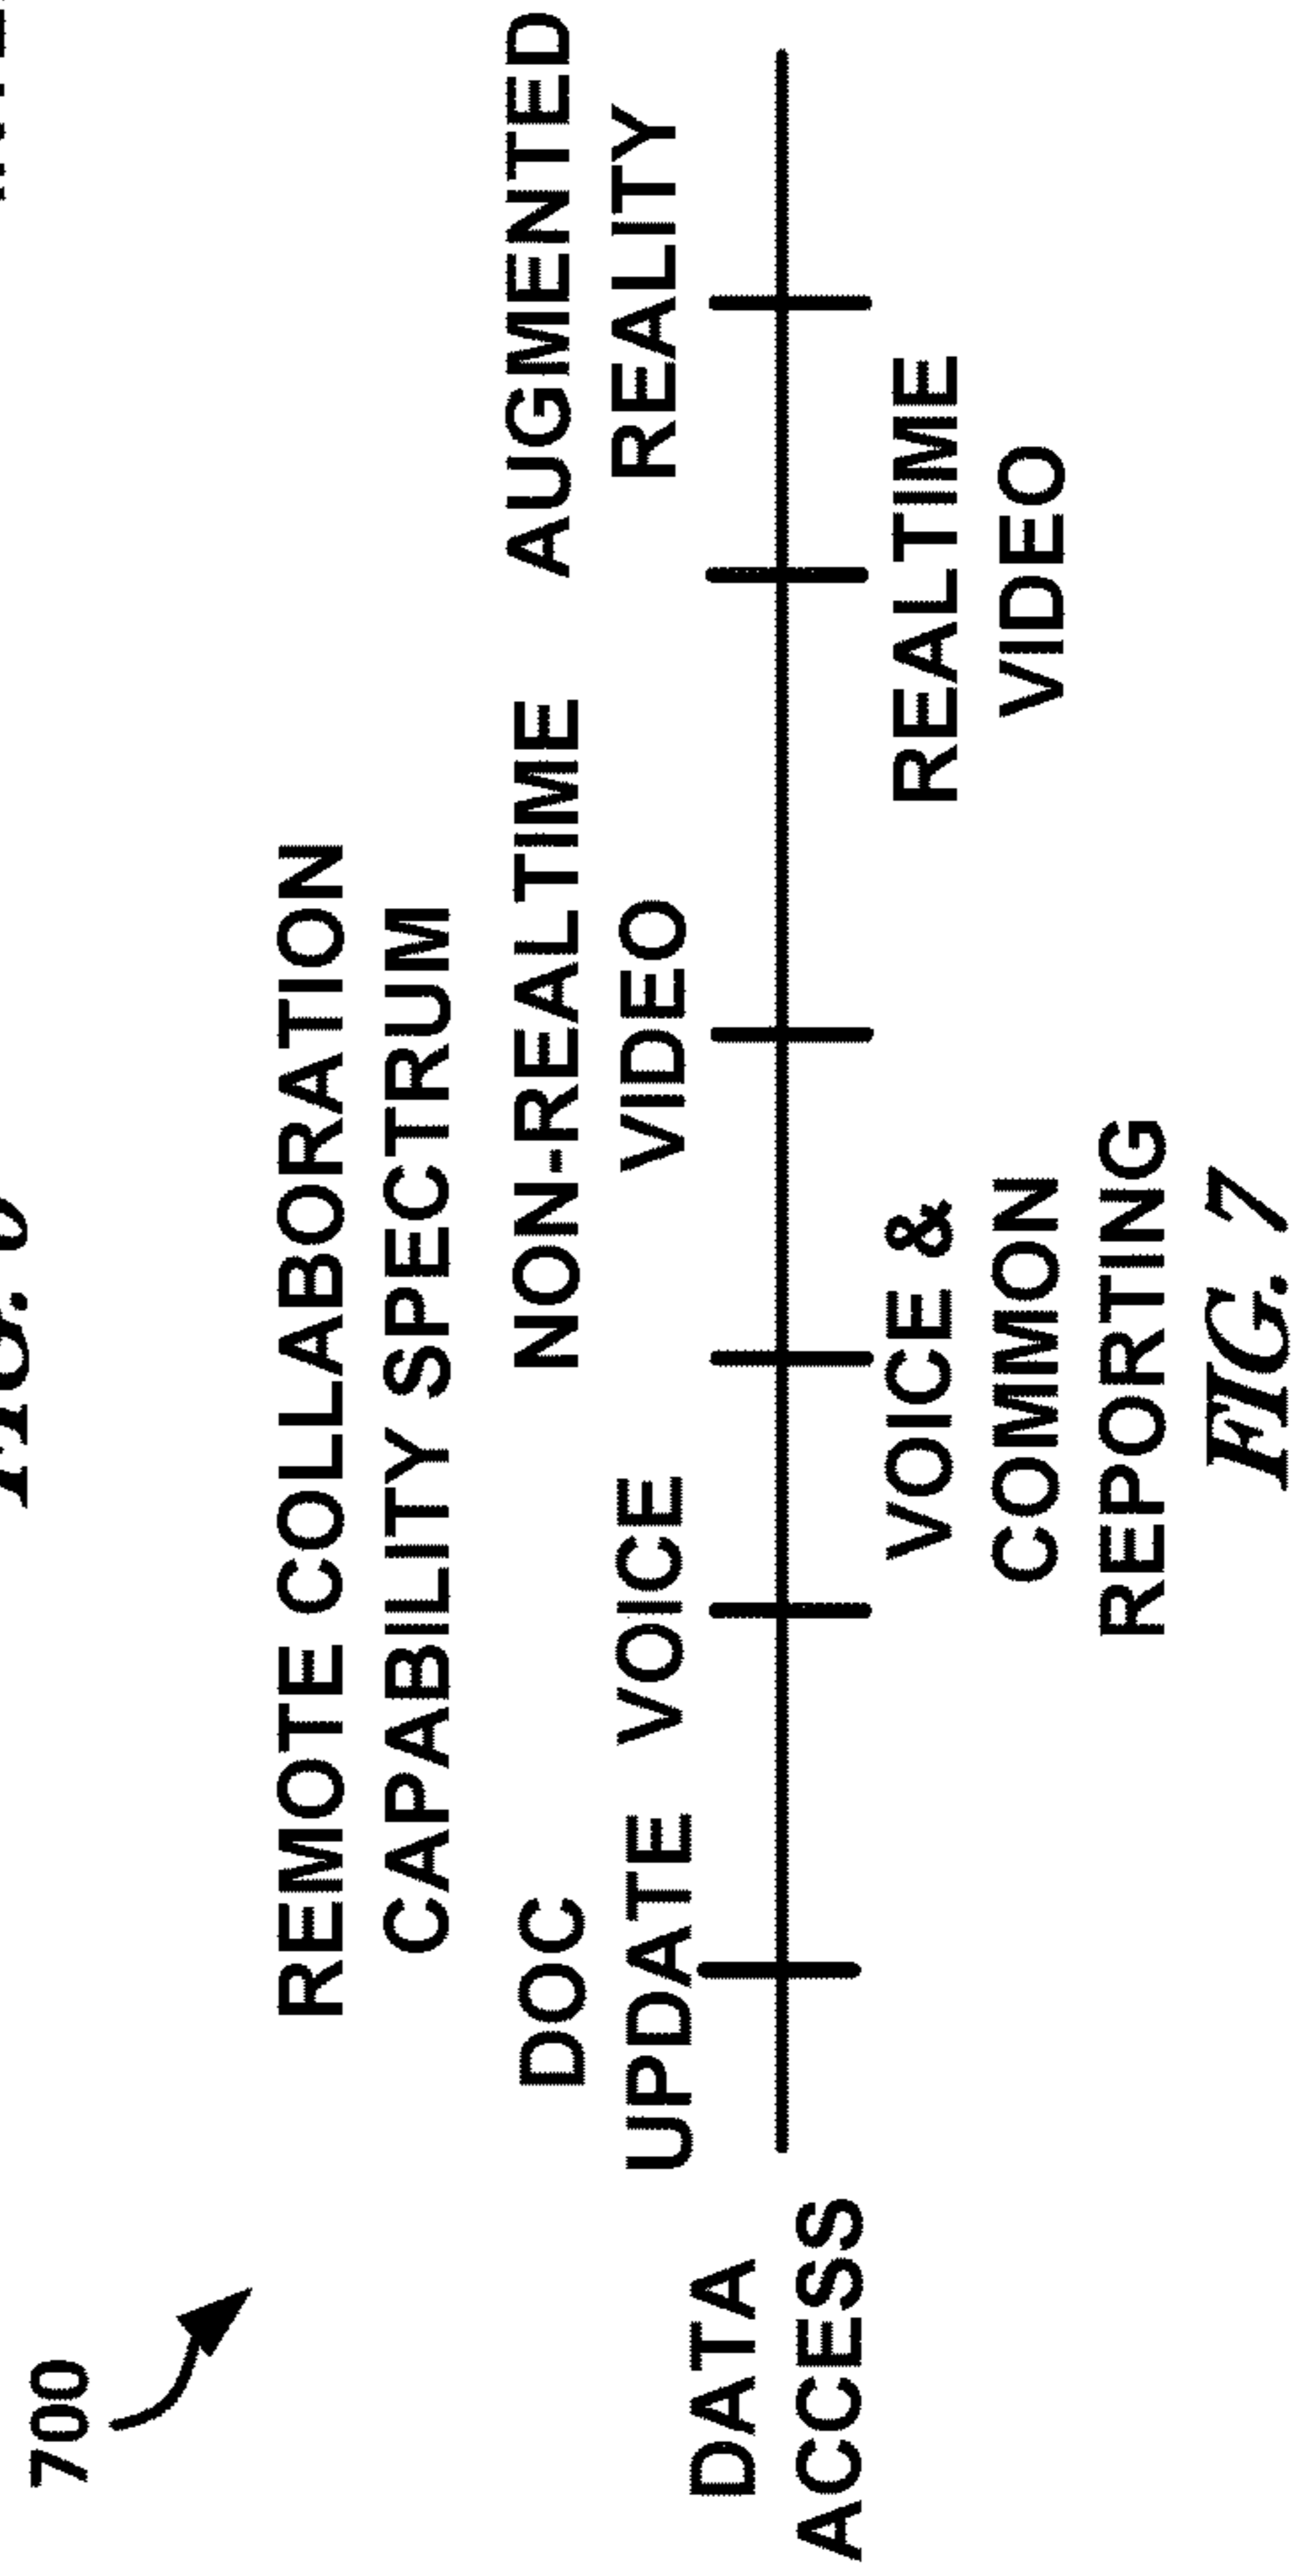 700
REMOTE COLLABORATION
CAPABILITY SPECTRUM
DOC
UPDATE
VOICE
NON-REALTIME
VIDEO
AUGMENTED
REALITY
DATA
ACCESS
VOICE &
COMMON
REPORTING
REALTIME
VIDEO
FIG. 7